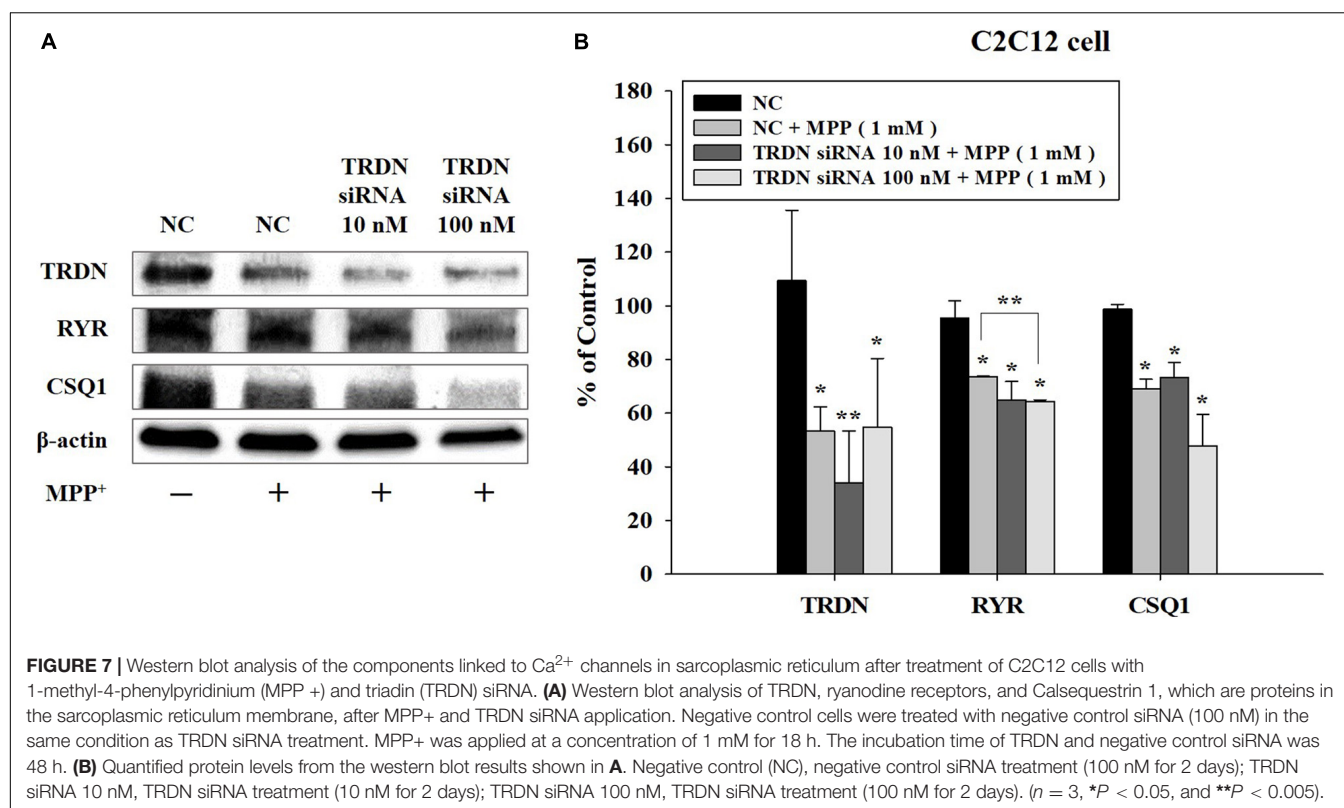 A
TRDN
siRNA
10 nM
TRDN
siRNA
100 nM
NC
NC
TRDN
RYR
CSQ1
β-actin
MPP⁺
−
+
+
+
B
C2C12 cell
NC
NC + MPP ( 1 mM )
TRDN siRNA 10 nM + MPP ( 1 mM )
TRDN siRNA 100 nM + MPP ( 1 mM )
% of Control
180
160
140
120
100
80
60
40
20
0
*
**
*
**
*
*
*
*
*
*
TRDN
RYR
CSQ1
FIGURE 7 | Western blot analysis of the components linked to Ca²⁺ channels in sarcoplasmic reticulum after treatment of C2C12 cells with
1-methyl-4-phenylpyridinium (MPP +) and triadin (TRDN) siRNA. (A) Western blot analysis of TRDN, ryanodine receptors, and Calsequestrin 1, which are proteins in
the sarcoplasmic reticulum membrane, after MPP+ and TRDN siRNA application. Negative control cells were treated with negative control siRNA (100 nM) in the
same condition as TRDN siRNA treatment. MPP+ was applied at a concentration of 1 mM for 18 h. The incubation time of TRDN and negative control siRNA was
48 h. (B) Quantified protein levels from the western blot results shown in A. Negative control (NC), negative control siRNA treatment (100 nM for 2 days); TRDN
siRNA 10 nM, TRDN siRNA treatment (10 nM for 2 days); TRDN siRNA 100 nM, TRDN siRNA treatment (100 nM for 2 days). (n = 3, *P < 0.05, and **P < 0.005).